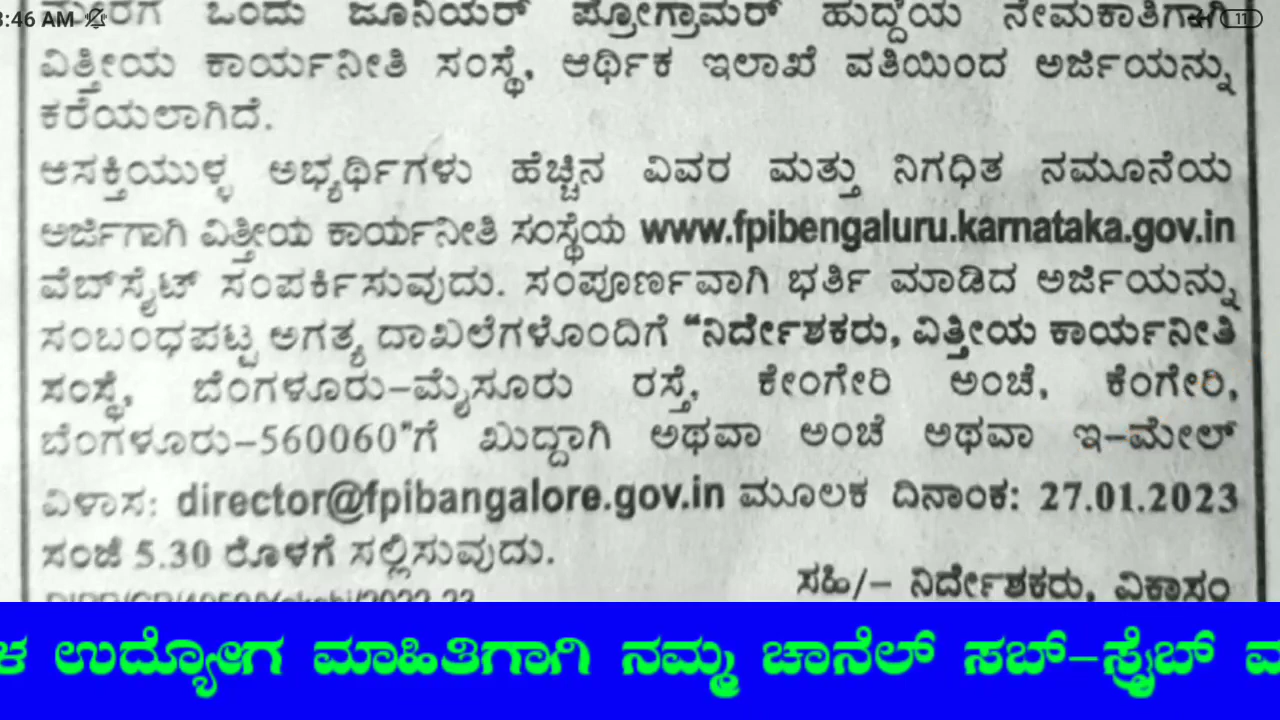 3:46 AM 11
ಒಂದು ಜೂನಿಯರ್ ಪ್ರೋಗ್ರಾಮರ್ ಹುದ್ದೆಯ ನೇಮಕಾತಿಗಾಗಿ
ವಿತ್ತೀಯ ಕಾರ್ಯನೀತಿ ಸಂಸ್ಥೆ, ಆರ್ಥಿಕ ಇಲಾಖೆ ವತಿಯಿಂದ ಅರ್ಜಿಯನ್ನು
ಕರೆಯಲಾಗಿದೆ.
ಆಸಕ್ತಿಯುಳ್ಳ ಅಭ್ಯರ್ಥಿಗಳು ಹೆಚ್ಚಿನ ವಿವರ ಮತ್ತು ನಿಗಧಿತ ನಮೂನೆಯ
ಅರ್ಜಿಗಾಗಿ ವಿತ್ತೀಯ ಕಾರ್ಯನೀತಿ ಸಂಸ್ಥೆಯ www.fpibengaluru.karnataka.gov.in
ವೆಬ್‌ಸೈಟ್ ಸಂಪರ್ಕಿಸುವುದು. ಸಂಪೂರ್ಣವಾಗಿ ಭರ್ತಿ ಮಾಡಿದ ಅರ್ಜಿಯನ್ನು
ಸಂಬಂಧಪಟ್ಟ ಅಗತ್ಯ ದಾಖಲೆಗಳೊಂದಿಗೆ “ನಿರ್ದೇಶಕರು, ವಿತ್ತೀಯ ಕಾರ್ಯನೀತಿ
ಸಂಸ್ಥೆ, ಬೆಂಗಳೂರು–ಮೈಸೂರು ರಸ್ತೆ, ಕೇಂಗೇರಿ ಅಂಚೆ, ಕೆಂಗೇರಿ,
ಬೆಂಗಳೂರು–560060”ಗೆ ಖುದ್ದಾಗಿ ಅಥವಾ ಅಂಚೆ ಅಥವಾ ಇ–ಮೇಲ್
ವಿಳಾಸ: director@fpibangalore.gov.in ಮೂಲಕ ದಿನಾಂಕ: 27.01.2023
ಸಂಜೆ 5.30 ರೊಳಗೆ ಸಲ್ಲಿಸುವುದು.
ಸಹಿ/– ನಿರ್ದೇಶಕರು, ವಿಕಾಸಂ
ಳ ಉದ್ಯೋಗ ಮಾಹಿತಿಗಾಗಿ ನಮ್ಮ ಚಾನೆಲ್ ಸಬ್–ಸ್ಕ್ರೈಬ್